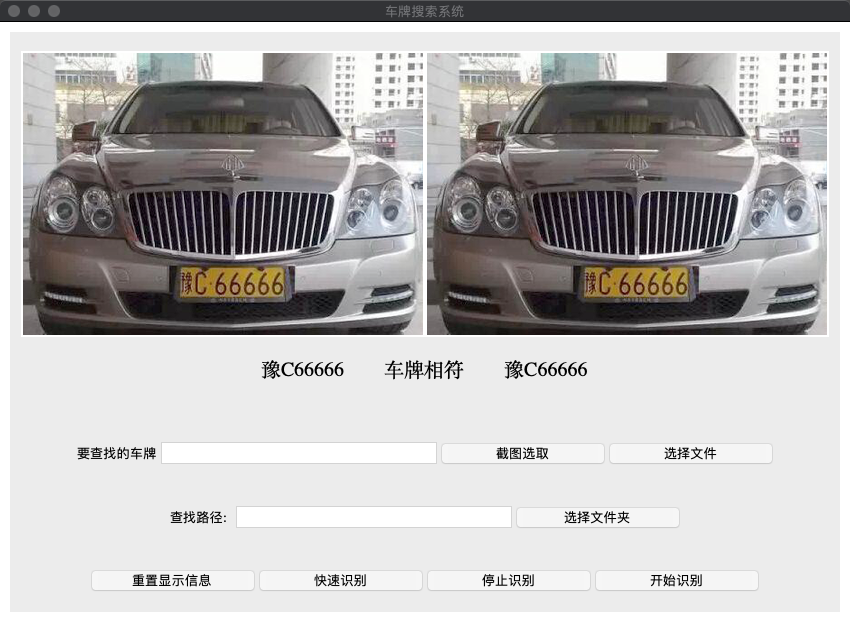 车牌搜索系统
豫C·66666 豫C·66666
豫C66666 车牌相符 豫C66666
要查找的车牌 截图选取 选择文件
查找路径: 选择文件夹
重置显示信息 快速识别 停止识别 开始识别